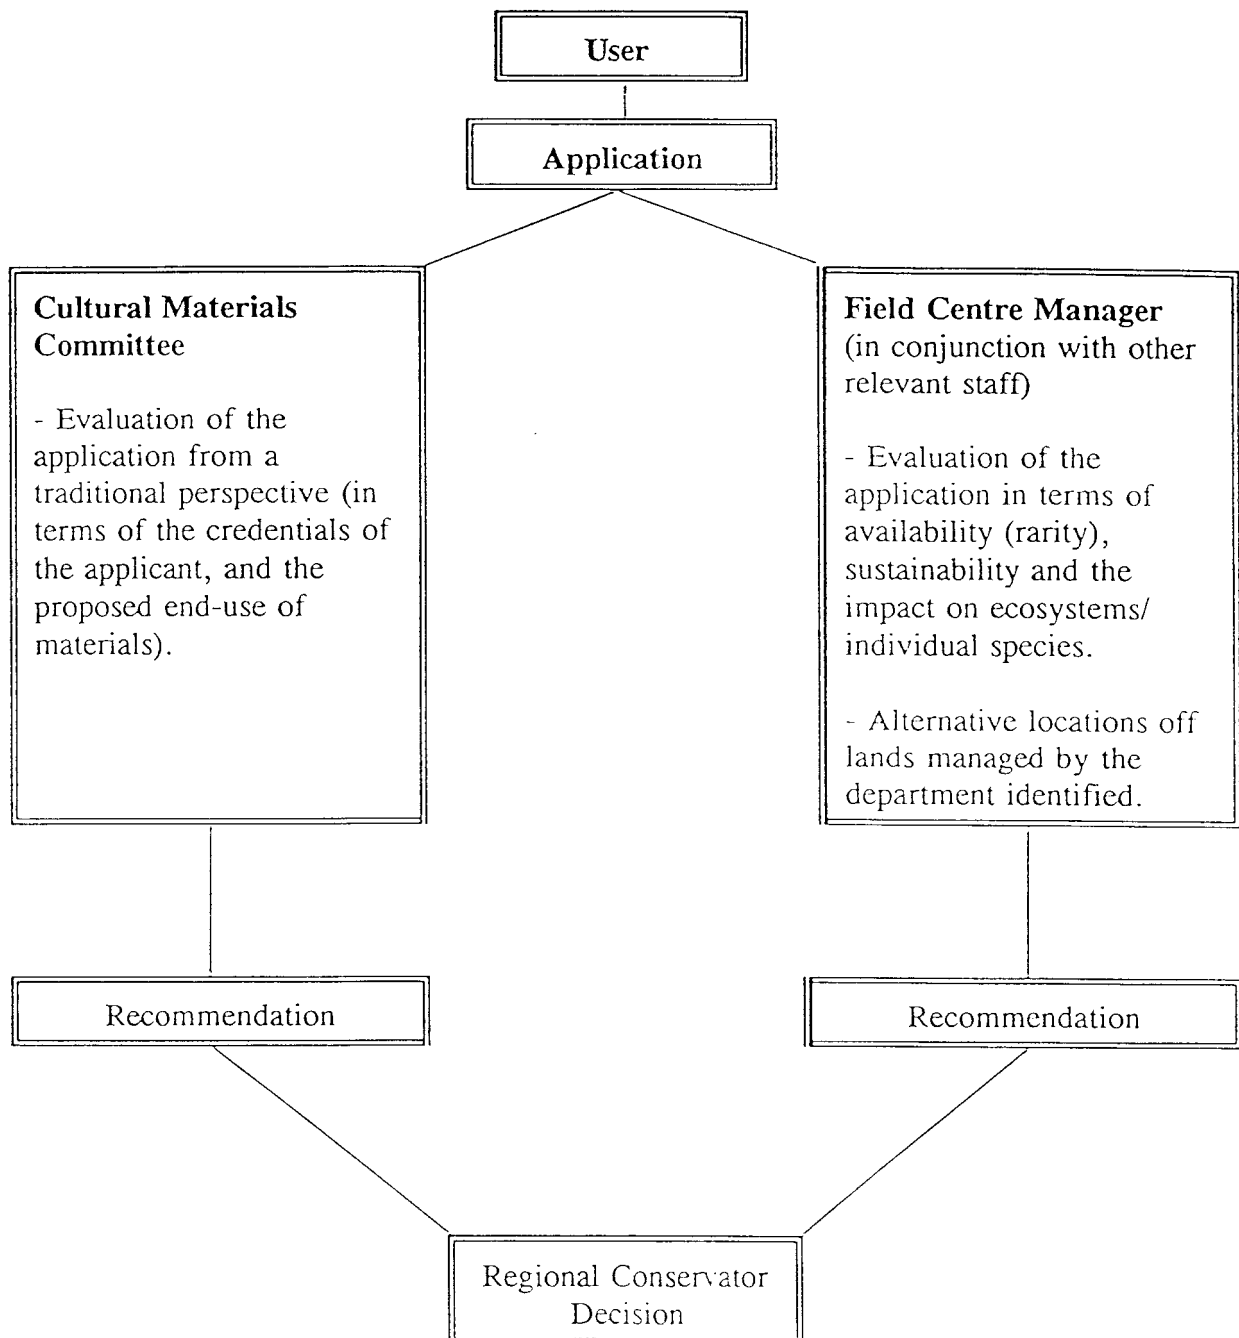 User
Application
Cultural Materials
Committee
- Evaluation of the
application from a
traditional perspective (in
terms of the credentials of
the applicant, and the
proposed end-use of
materials).
Field Centre Manager
(in conjunction with other
relevant staff)
- Evaluation of the
application in terms of
availability (rarity),
sustainability and the
impact on ecosystems/
individual species.
- Alternative locations off
lands managed by the
department identified.
Recommendation
Recommendation
Regional Conservator
Decision